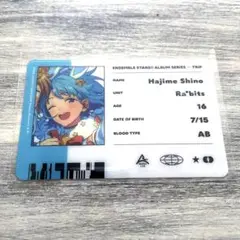 ENSEMBLE STARS!! ALBUM SERIES - TRIP
NAME Hajime Shino
UNIT Ra*bits
AGE 16
DATE OF BIRTH 7/15
BLOOD TYPE AB